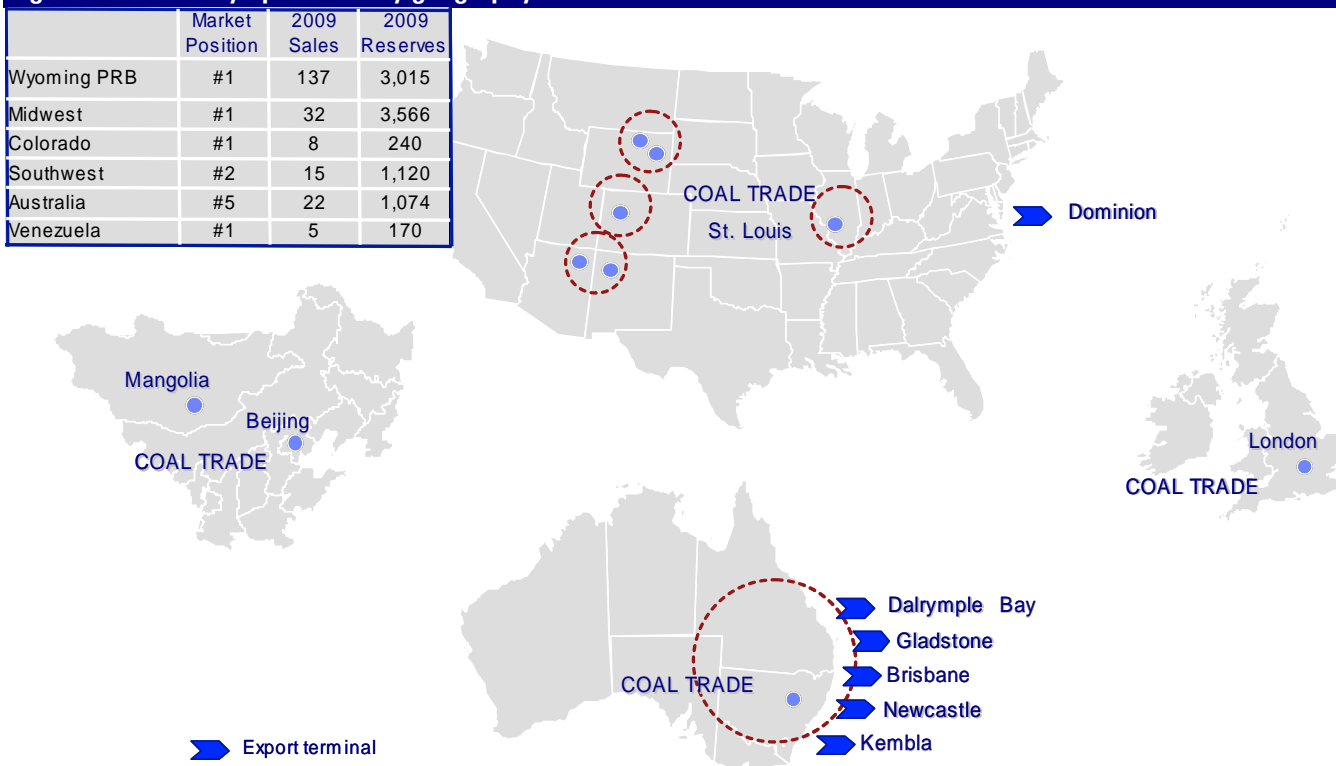 Market 2009 2009
Position Sales Reserves
Wyoming PRB #1 137 3,015
Midwest #1 32 3,566
Colorado #1 8 240
Southwest #2 15 1,120
Australia #5 22 1,074
Venezuela #1 5 170
COAL TRADE
St. Louis
Dominion
Mangolia
Beijing
COAL TRADE
London
COAL TRADE
Dalrymple Bay
Gladstone
Brisbane
COAL TRADE
Newcastle
Kembla
Export terminal